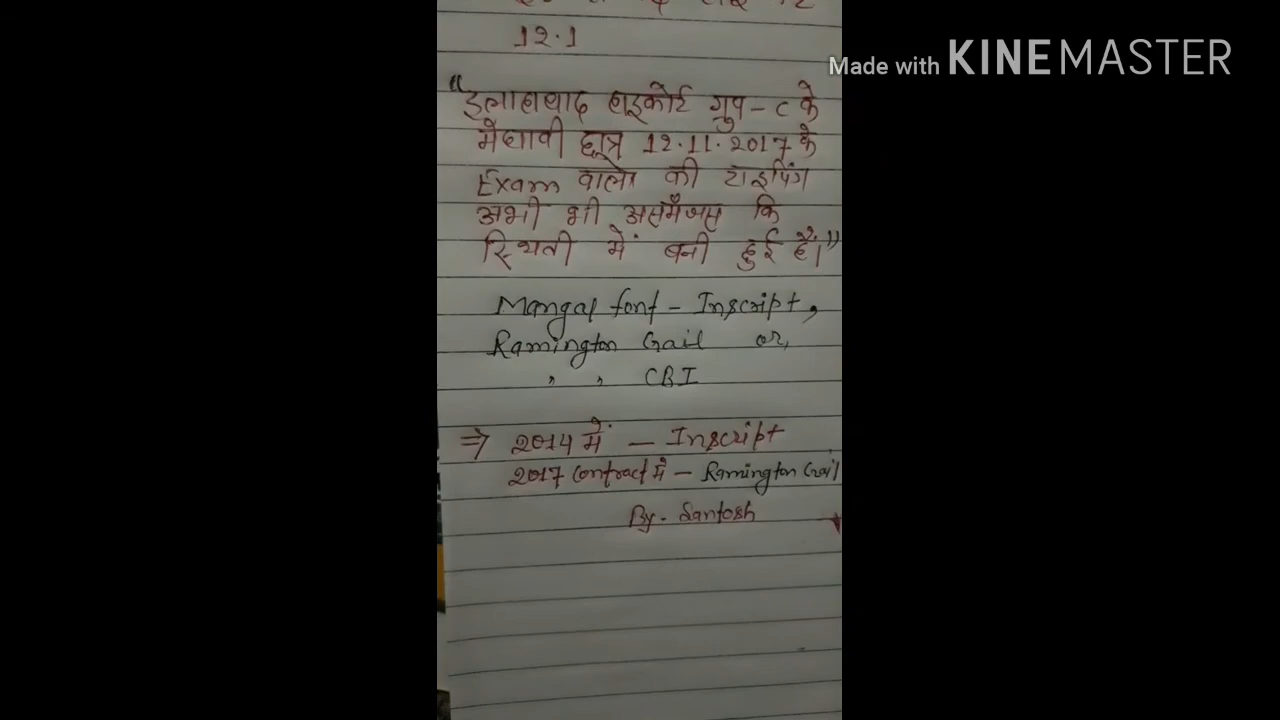 12.1
Made with KINEMASTER
"इलाहाबाद हाइकोर्ट ग्रुप - C के
मेधावी छात्र 12.11.2017 के
Exam वालो की टाइपिंग
अभी भी असमँजस कि
स्थिती में बनी हुई हैं।"
Mangal font - Inscript,
Ramington Gail or,
" " CBI
⇒ 2014 में - Inscript
2017 Contract में - Ramington Gail
By. Santosh